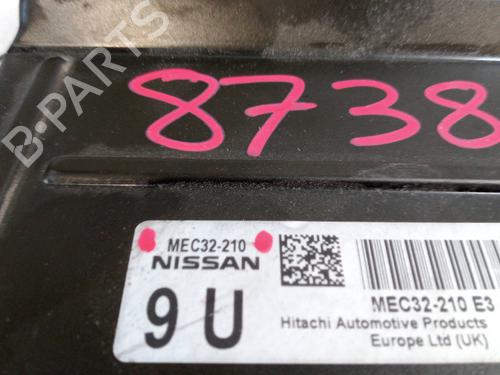 B-PARTS
8738
MEC32-210
NISSAN
9 U
MEC32-210 E3
Hitachi Automotive Products
Europe Ltd (UK)